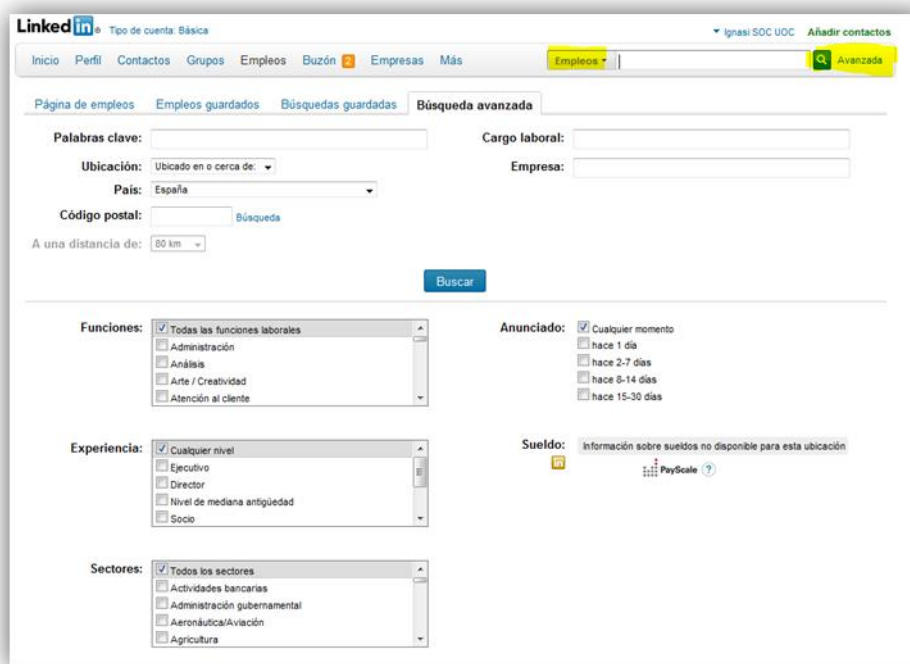 Linked in Tipo de cuenta: Básica
Ignasi SOC UOC Añadir contactos
Inicio Perfil Contactos Grupos Empleos Buzón 2 Empresas Más Empleos Avanzada
Página de empleos Empleos guardados Búsquedas guardadas Búsqueda avanzada
Palabras clave: Cargo laboral:
Ubicación: Ubicado en o cerca de: Empresa:
País: España
Código postal: Búsqueda
A una distancia de: 80 km
Buscar
Funciones: Todas las funciones laborales
Administración
Análisis
Arte / Creatividad
Atención al cliente
Anunciado: Cualquier momento
hace 1 día
hace 2-7 días
hace 8-14 días
hace 15-30 días
Experiencia: Cualquier nivel
Ejecutivo
Director
Nivel de mediana antigüedad
Socio
Sueldo: Información sobre sueldos no disponible para esta ubicación
in PayScale ?
Sectores: Todos los sectores
Actividades bancarias
Administración gubernamental
Aeronáutica/Aviación
Agricultura